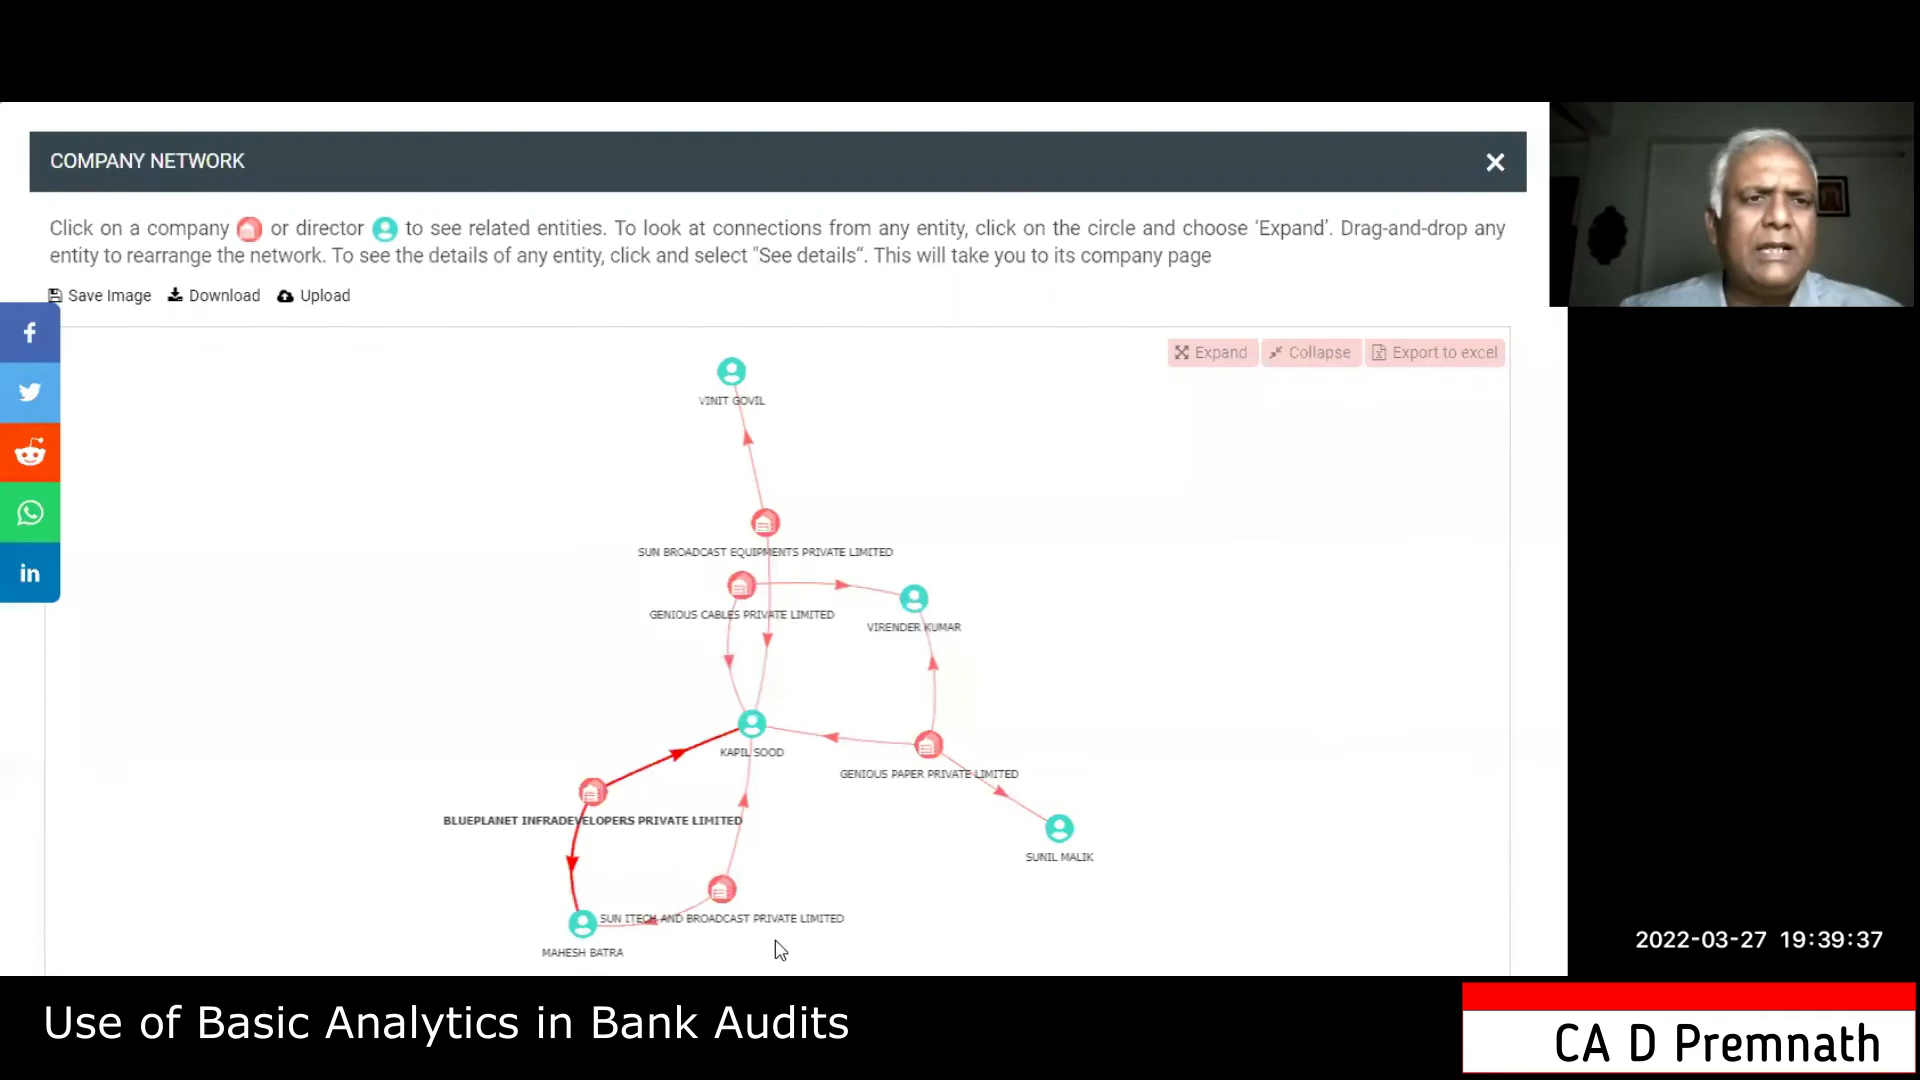 COMPANY NETWORK
Click on a company or director to see related entities. To look at connections from any entity, click on the circle and choose ‘Expand’. Drag-and-drop any
entity to rearrange the network. To see the details of any entity, click and select "See details“. This will take you to its company page
Save Image Download Upload
Expand Collapse Export to excel
VINIT GOVIL
SUN BROADCAST EQUIPMENTS PRIVATE LIMITED
GENIOUS CABLES PRIVATE LIMITED
VIRENDER KUMAR
KAPIL SOOD
GENIOUS PAPER PRIVATE LIMITED
BLUEPLANET INFRADEVELOPERS PRIVATE LIMITED
SUNIL MALIK
SUN ITECH AND BROADCAST PRIVATE LIMITED
MAHESH BATRA
2022-03-27 19:39:37
Use of Basic Analytics in Bank Audits
CA D Premnath